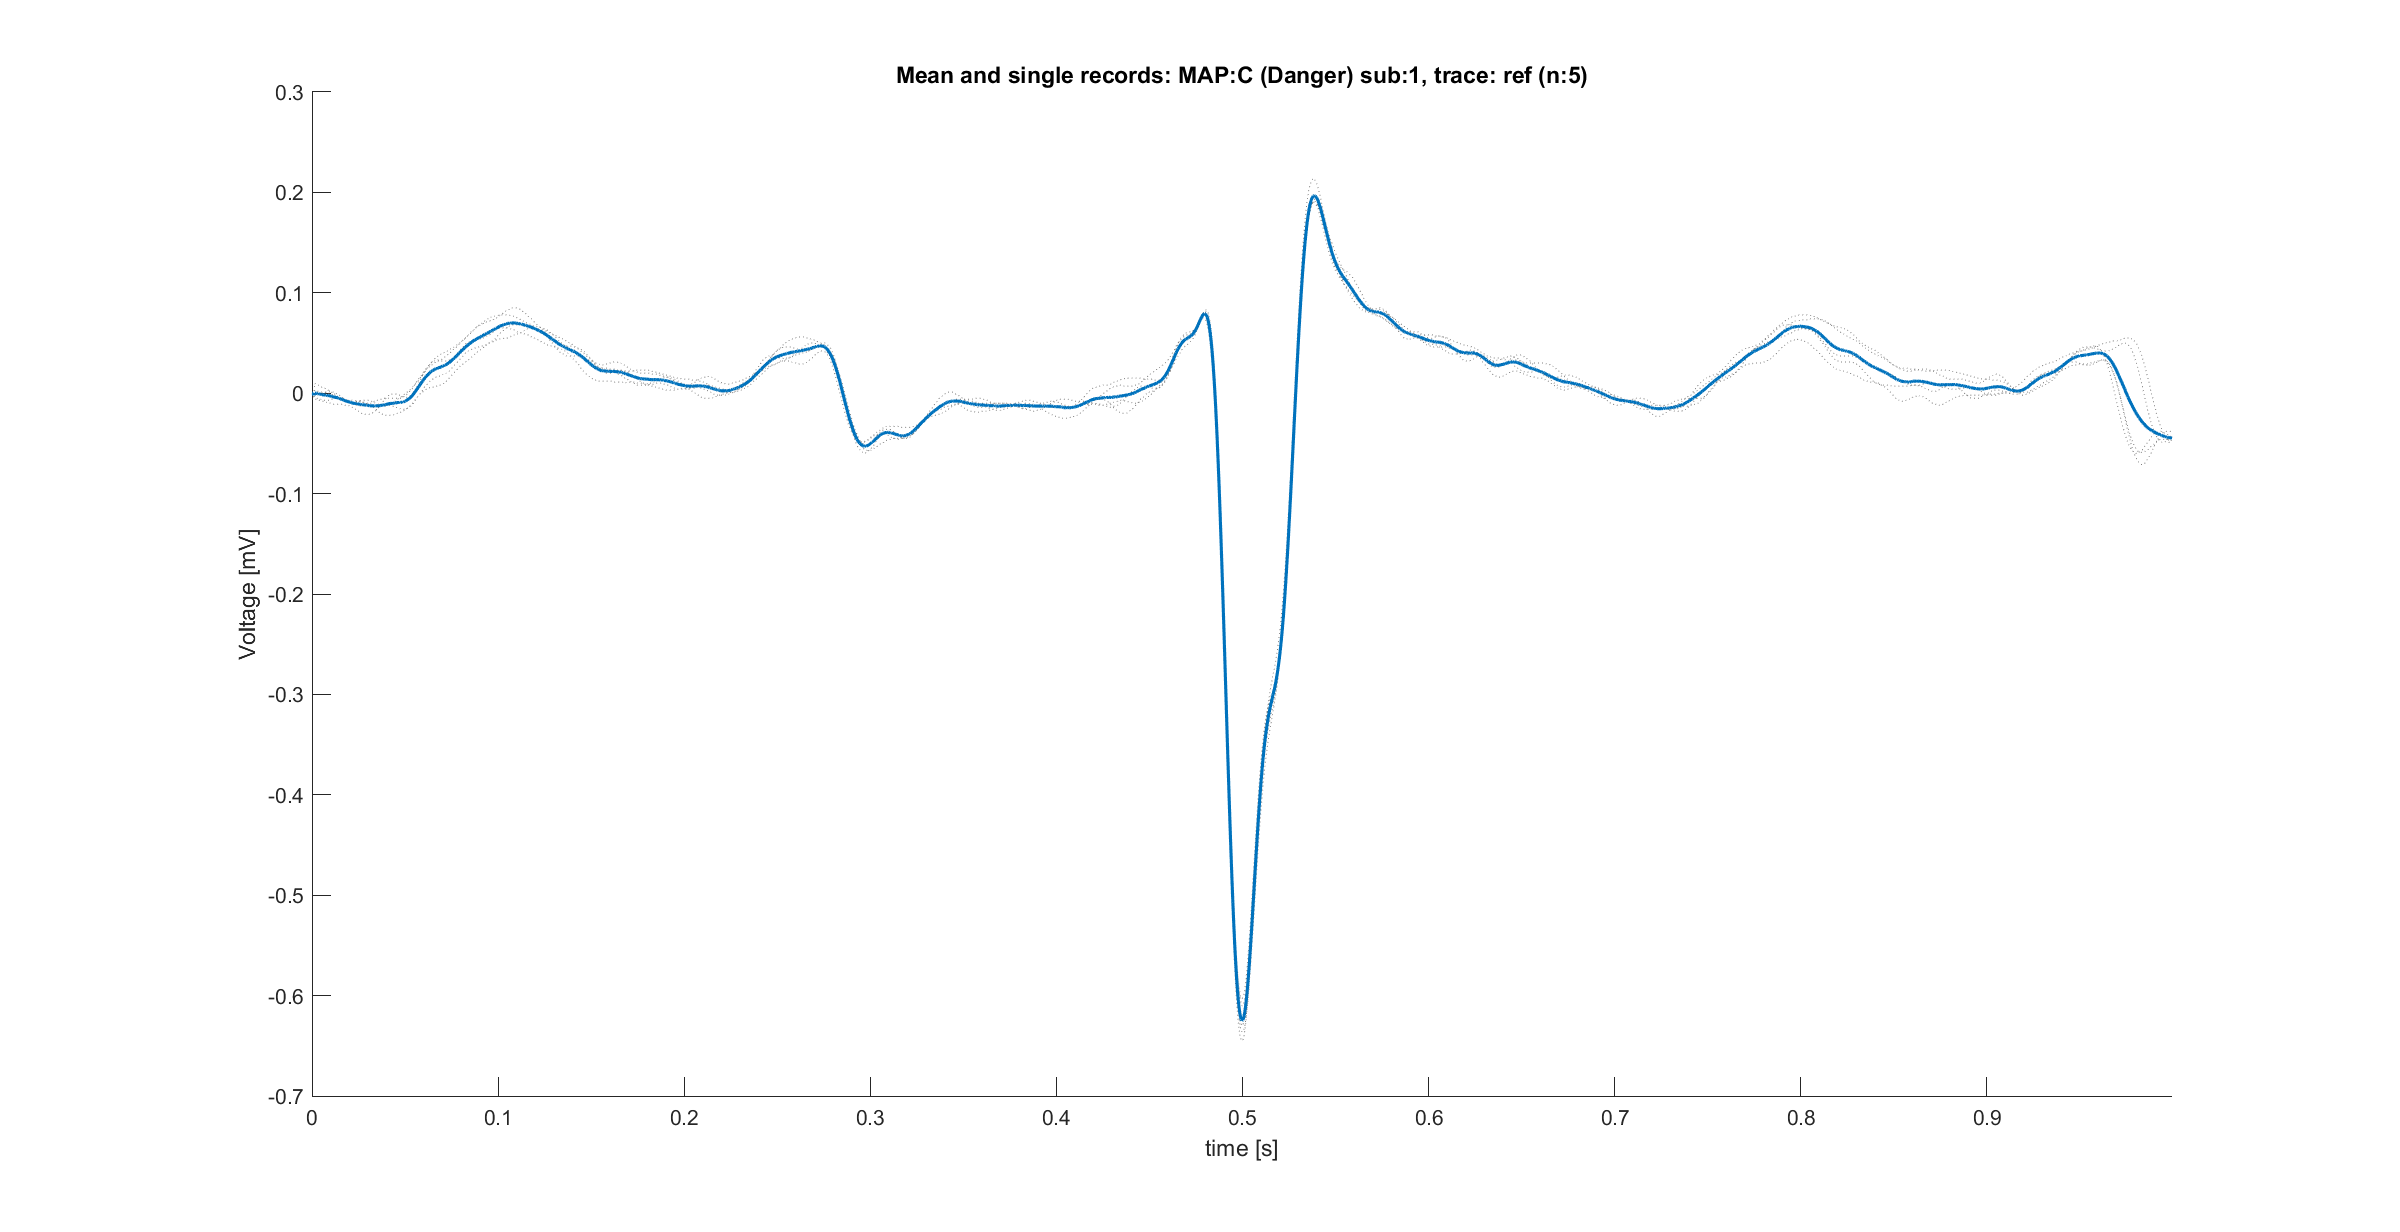 Mean and single records: MAP:C (Danger) sub:1, trace: ref (n:5)
0.3
0.2
0.1
0
-0.1
-0.2
-0.3
-0.4
-0.5
-0.6
-0.7
Voltage [mV]
0 0.1 0.2 0.3 0.4 0.5 0.6 0.7 0.8 0.9
time [s]